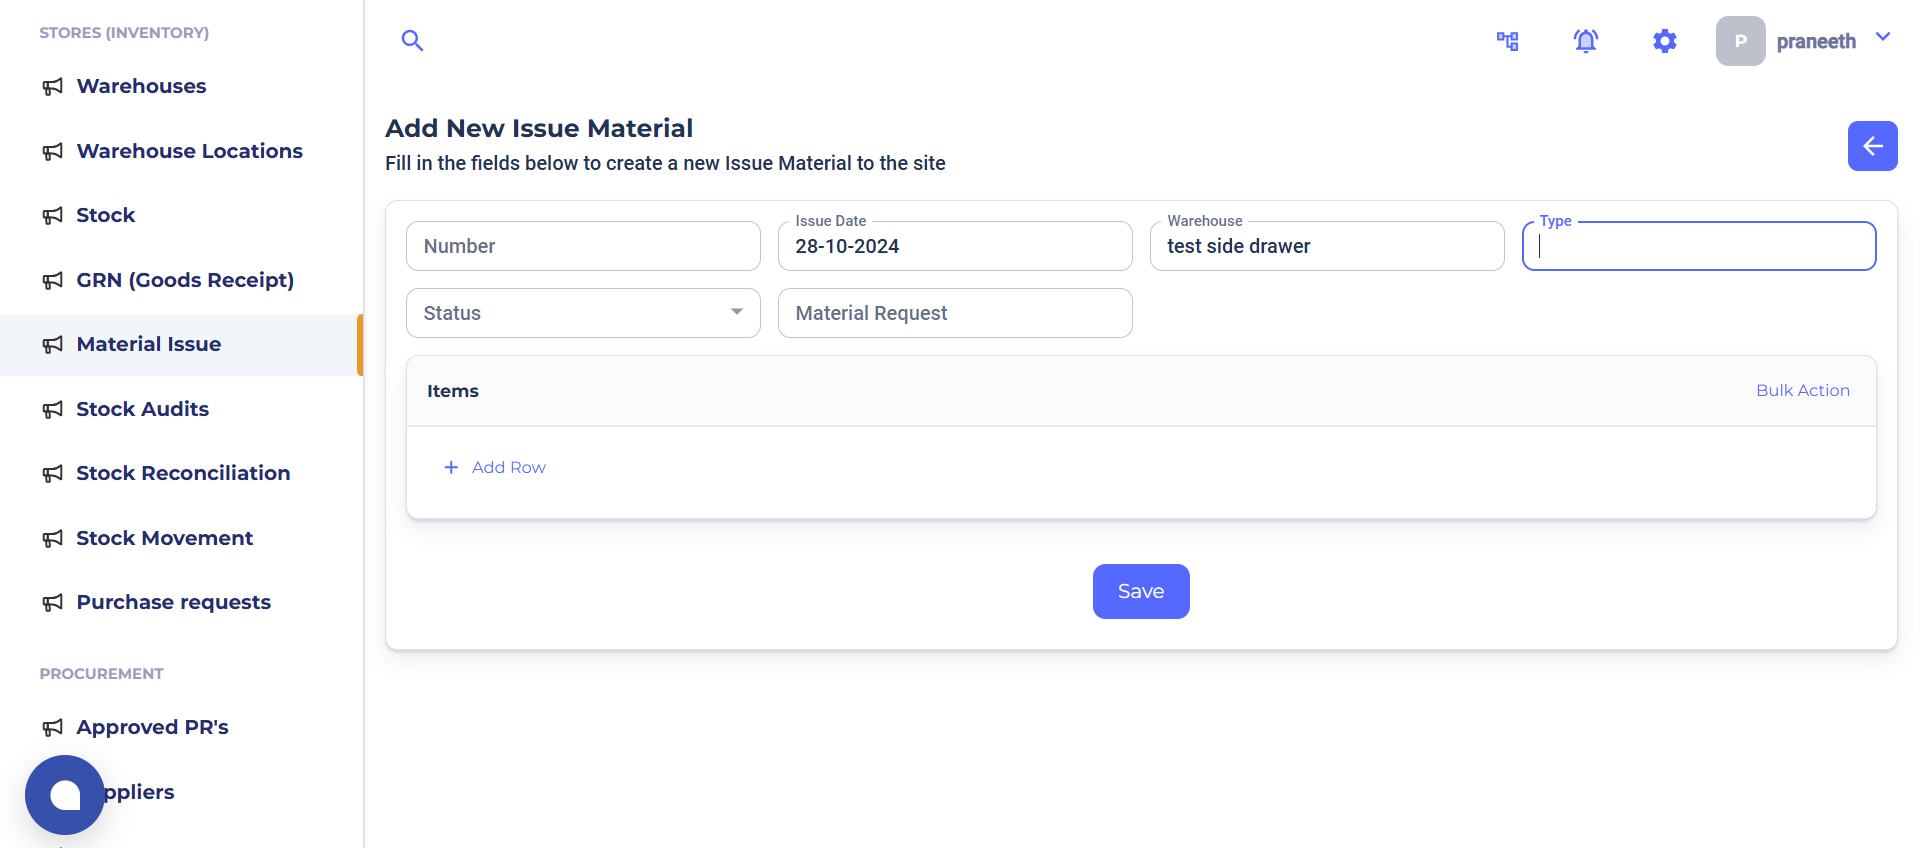 STORES (INVENTORY)
Warehouses
Warehouse Locations
Stock
GRN (Goods Receipt)
Material Issue
Stock Audits
Stock Reconciliation
Stock Movement
Purchase requests
PROCUREMENT
Approved PR's
ppliers
P
praneeth
Add New Issue Material
Fill in the fields below to create a new Issue Material to the site
Number
Issue Date
28-10-2024
Warehouse
test side drawer
Type
Status
Material Request
Items
Bulk Action
+ Add Row
Save